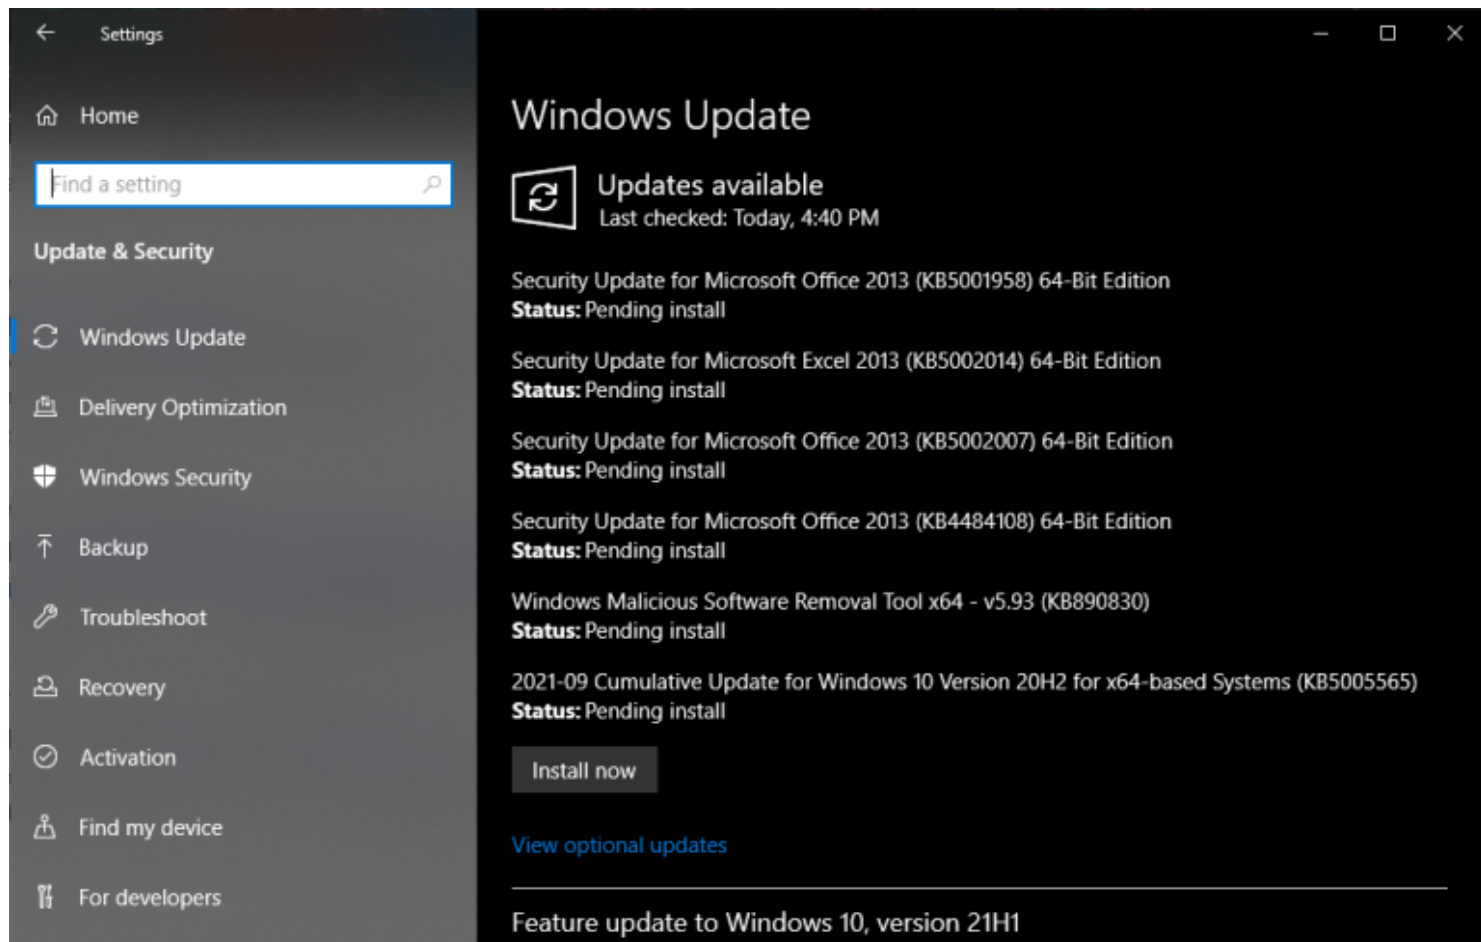 Settings
Home
Find a setting
Update & Security
Windows Update
Delivery Optimization
Windows Security
Backup
Troubleshoot
Recovery
Activation
Find my device
For developers
Windows Update
Updates available
Last checked: Today, 4:40 PM
Security Update for Microsoft Office 2013 (KB5001958) 64-Bit Edition
Status: Pending install
Security Update for Microsoft Excel 2013 (KB5002014) 64-Bit Edition
Status: Pending install
Security Update for Microsoft Office 2013 (KB5002007) 64-Bit Edition
Status: Pending install
Security Update for Microsoft Office 2013 (KB4484108) 64-Bit Edition
Status: Pending install
Windows Malicious Software Removal Tool x64 - v5.93 (KB890830)
Status: Pending install
2021-09 Cumulative Update for Windows 10 Version 20H2 for x64-based Systems (KB5005565)
Status: Pending install
Install now
View optional updates
Feature update to Windows 10, version 21H1